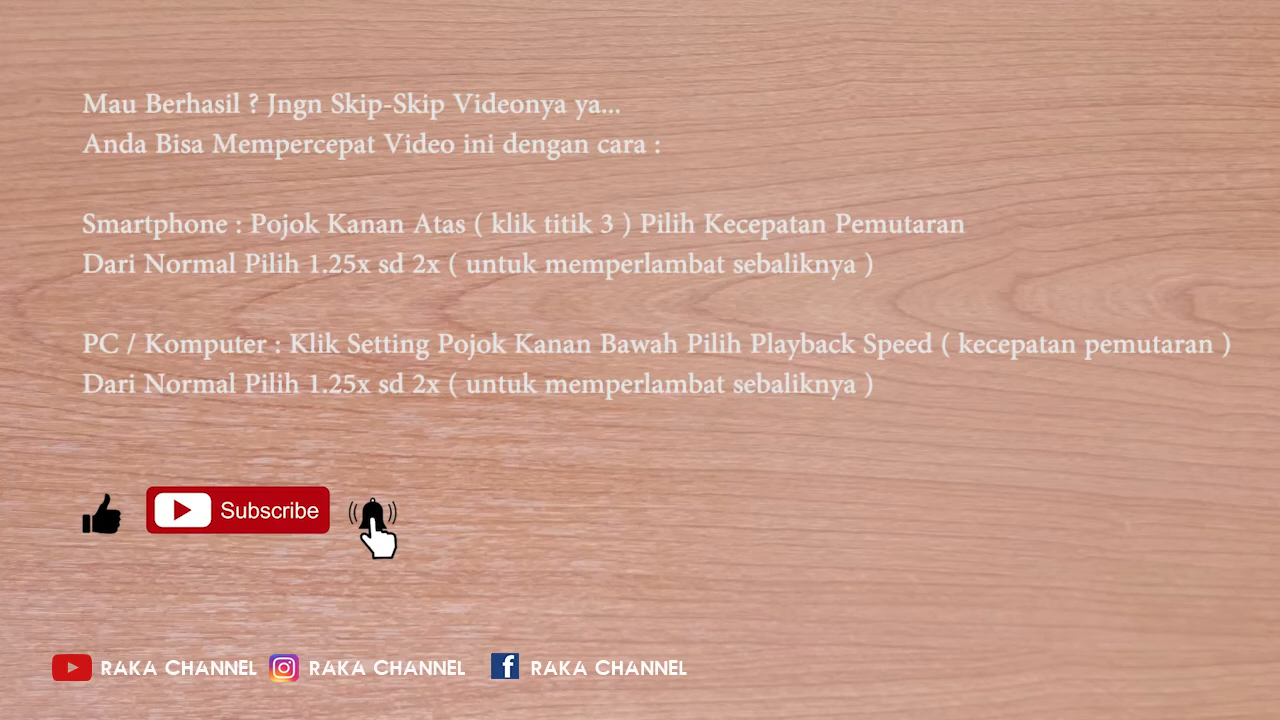 Mau Berhasil ? Jngn Skip-Skip Videonya ya...
Anda Bisa Mempercepat Video ini dengan cara :
Smartphone : Pojok Kanan Atas ( klik titik 3 ) Pilih Kecepatan Pemutaran
Dari Normal Pilih 1.25x sd 2x ( untuk memperlambat sebaliknya )
PC / Komputer : Klik Setting Pojok Kanan Bawah Pilih Playback Speed ( kecepatan pemutaran )
Dari Normal Pilih 1.25x sd 2x ( untuk memperlambat sebaliknya )
Subscribe
RAKA CHANNEL RAKA CHANNEL RAKA CHANNEL